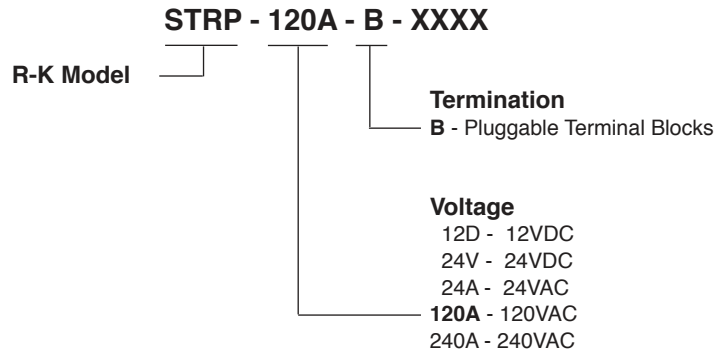 STRP - 120A - B - XXXX
R-K Model
Termination
B - Pluggable Terminal Blocks
Voltage
12D - 12VDC
24V - 24VDC
24A - 24VAC
120A - 120VAC
240A - 240VAC